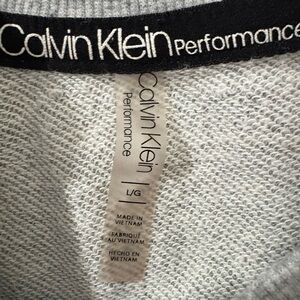 Calvin Klein Performance
Calvin Klein
Performance
L/G
MADE IN
VIETNAM
FABRIQUÉ
AU VIETNAM
HECHO EN
VIETNAM